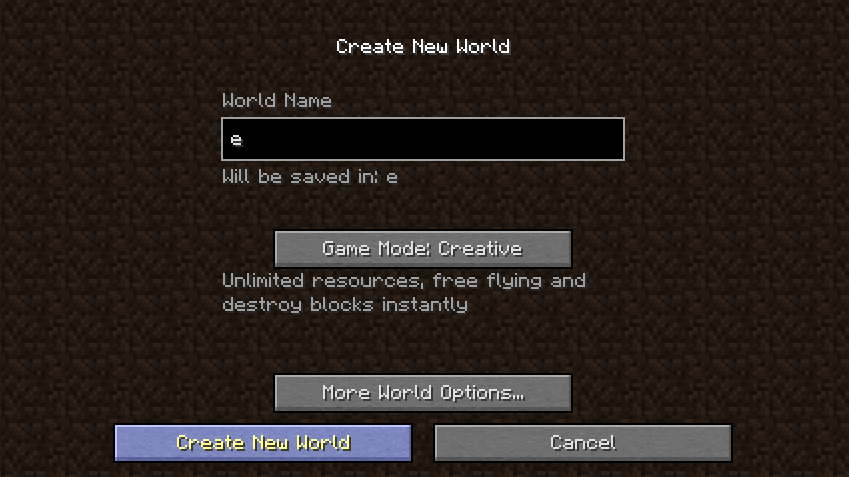 Create New World
World Name
e
Will be saved in: e
Game Mode: Creative
Unlimited resources, free flying and
destroy blocks instantly
More World Options...
Create New World
Cancel